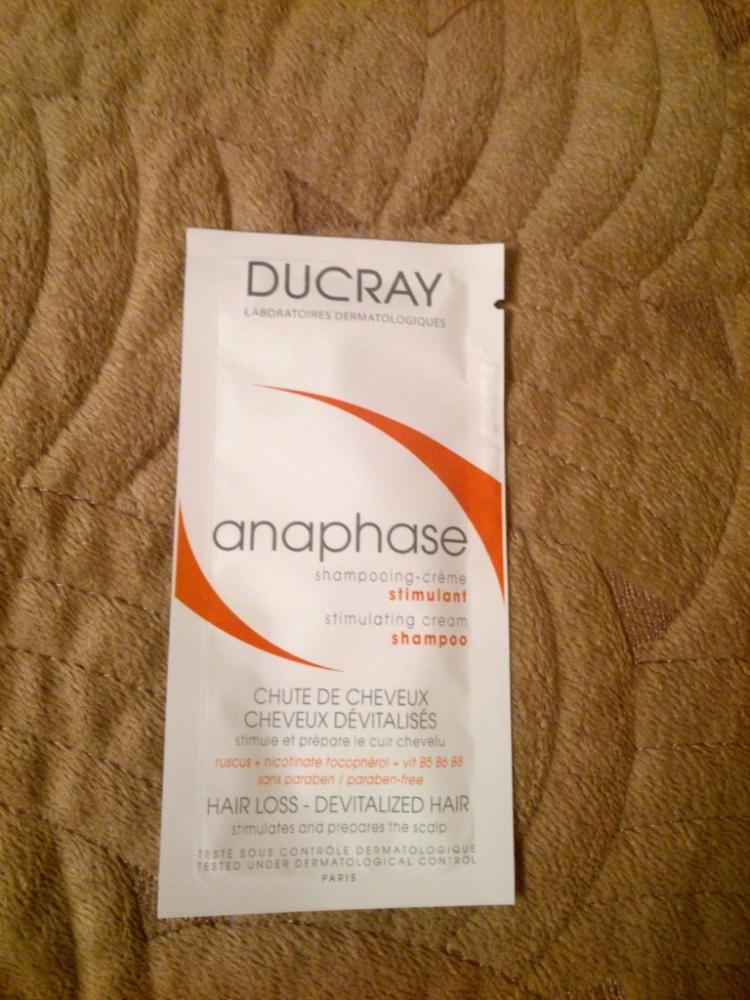 DUCRAY
LABORATOIRES DERMATOLOGIQUES
anaphase
shampooing-crème
stimulant
stimulating cream
shampoo
CHUTE DE CHEVEUX
CHEVEUX DÉVITALISÉS
stimule et prépare le cuir chevelu
ruscus + nicotinate tocophérol + vit B5 B6 B8
sans paraben / paraben-free
HAIR LOSS - DEVITALIZED HAIR
stimulates and prepares the scalp
TESTÉ SOUS CONTRÔLE DERMATOLOGIQUE
TESTED UNDER DERMATOLOGICAL CONTROL
PARIS